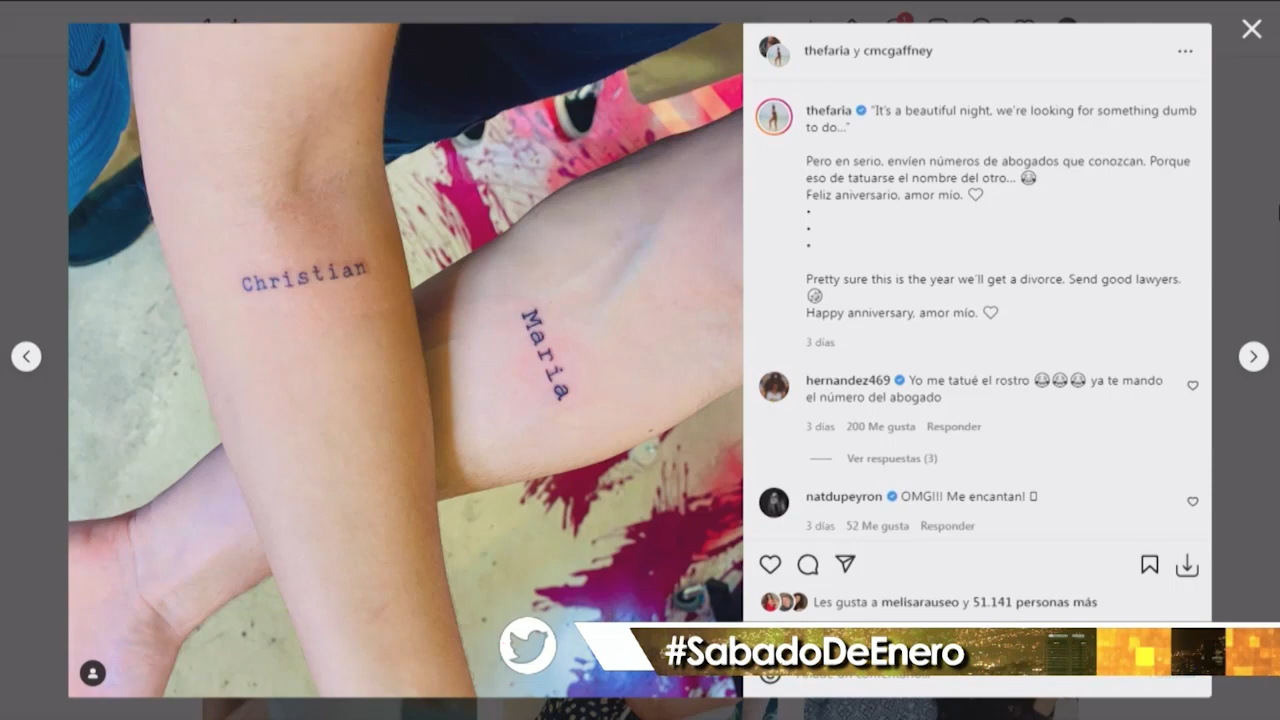 Christian
Maria
thefaria y cmcgaffney
thefaria "It's a beautiful night, we're looking for something dumb
to do..."
Pero en serio, envíen números de abogados que conozcan. Porque
eso de tatuarse el nombre del otro...
Feliz aniversario, amor mío.
•
•
•
Pretty sure this is the year we'll get a divorce. Send good lawyers.
Happy anniversary, amor mío.
3 días
hernandez469 Yo me tatué el rostro ya te mando
el número del abogado
3 días 200 Me gusta Responder
Ver respuestas (3)
natdupeyron OMG!!! Me encantan!
3 días 52 Me gusta Responder
Les gusta a melisarauseo y 51.141 personas más
#SabadoDeEnero